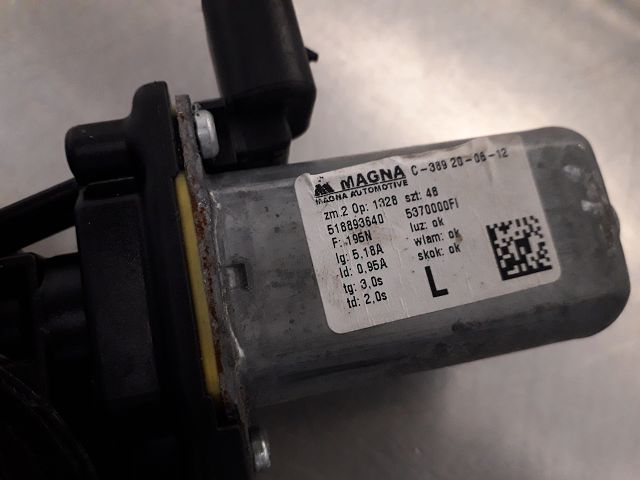 MAGNA C-389 20-06-12
MAGNA AUTOMOTIVE
zm.2 Op: 1328 szt: 48
518893640 5370000FI
F: 195N luz: ok
Ig: 5,18A wlam: ok
Id: 0,95A skok: ok
tg: 3,0s
td: 2,0s
L